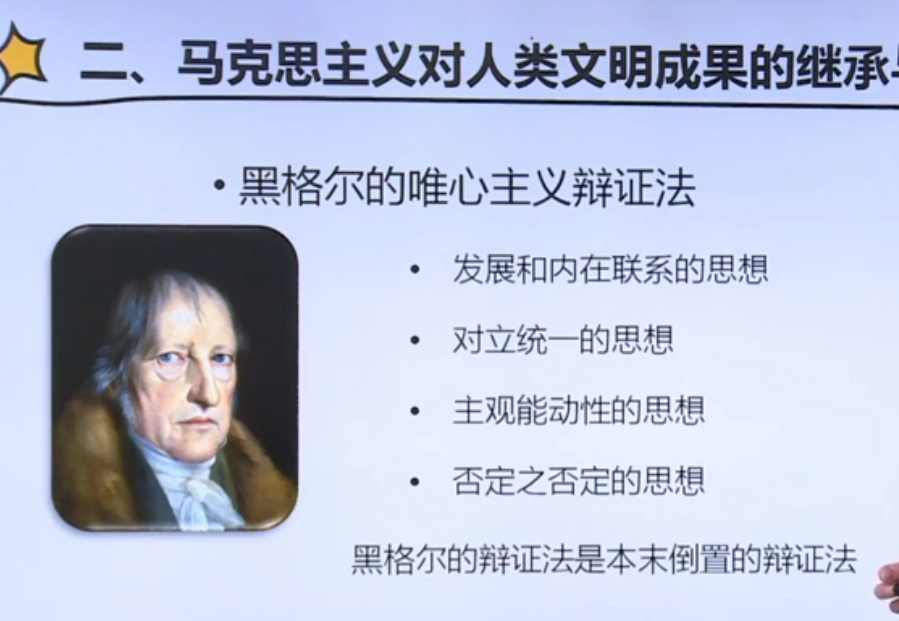 二、马克思主义对人类文明成果的继承
• 黑格尔的唯心主义辩证法
• 发展和内在联系的思想
• 对立统一的思想
• 主观能动性的思想
• 否定之否定的思想
黑格尔的辩证法是本末倒置的辩证法